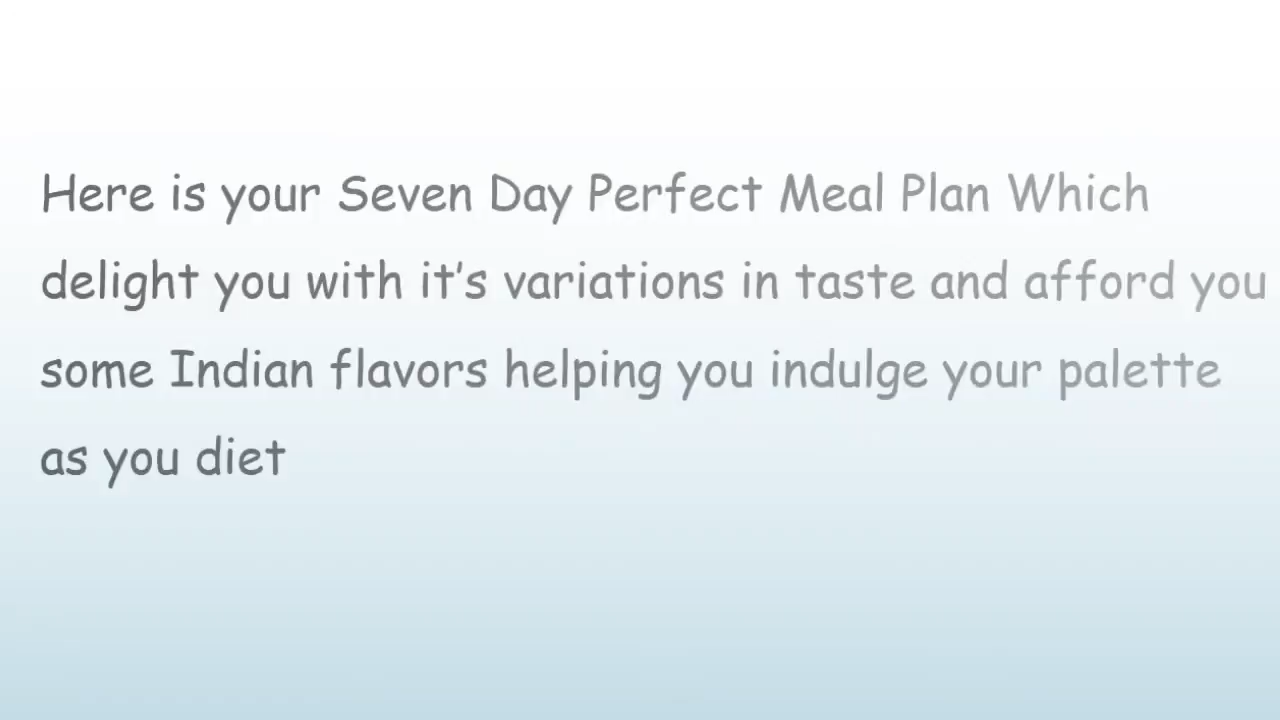 Here is your Seven Day Perfect Meal Plan Which
delight you with it's variations in taste and afford you
some Indian flavors helping you indulge your palette
as you diet